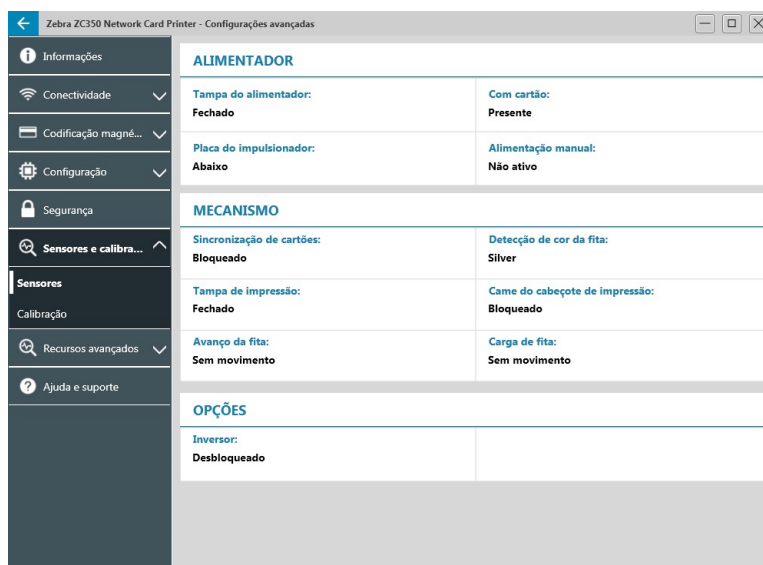 Zebra ZC350 Network Card Printer - Configurações avançadas
Informações
Conectividade
Codificação magné...
Configuração
Segurança
Sensores e calibra...
Sensores
Calibração
Recursos avançados
Ajuda e suporte
ALIMENTADOR
Tampa do alimentador: Com cartão:
Fechado Presente
Placa do impulsionador: Alimentação manual:
Abaixo Não ativo
MECANISMO
Sincronização de cartões: Detecção de cor da fita:
Bloqueado Silver
Tampa de impressão: Came do cabeçote de impressão:
Fechado Bloqueado
Avanço da fita: Carga de fita:
Sem movimento Sem movimento
OPÇÕES
Inversor:
Desbloqueado